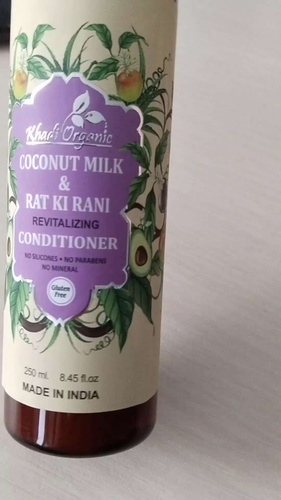 Khadi Organic
COCONUT MILK
&
RAT KI RANI
REVITALIZING
CONDITIONER
NO SILICONES • NO PARABENS
NO MINERAL
Gluten
Free
250 ml. 8.45 fl.oz
MADE IN INDIA